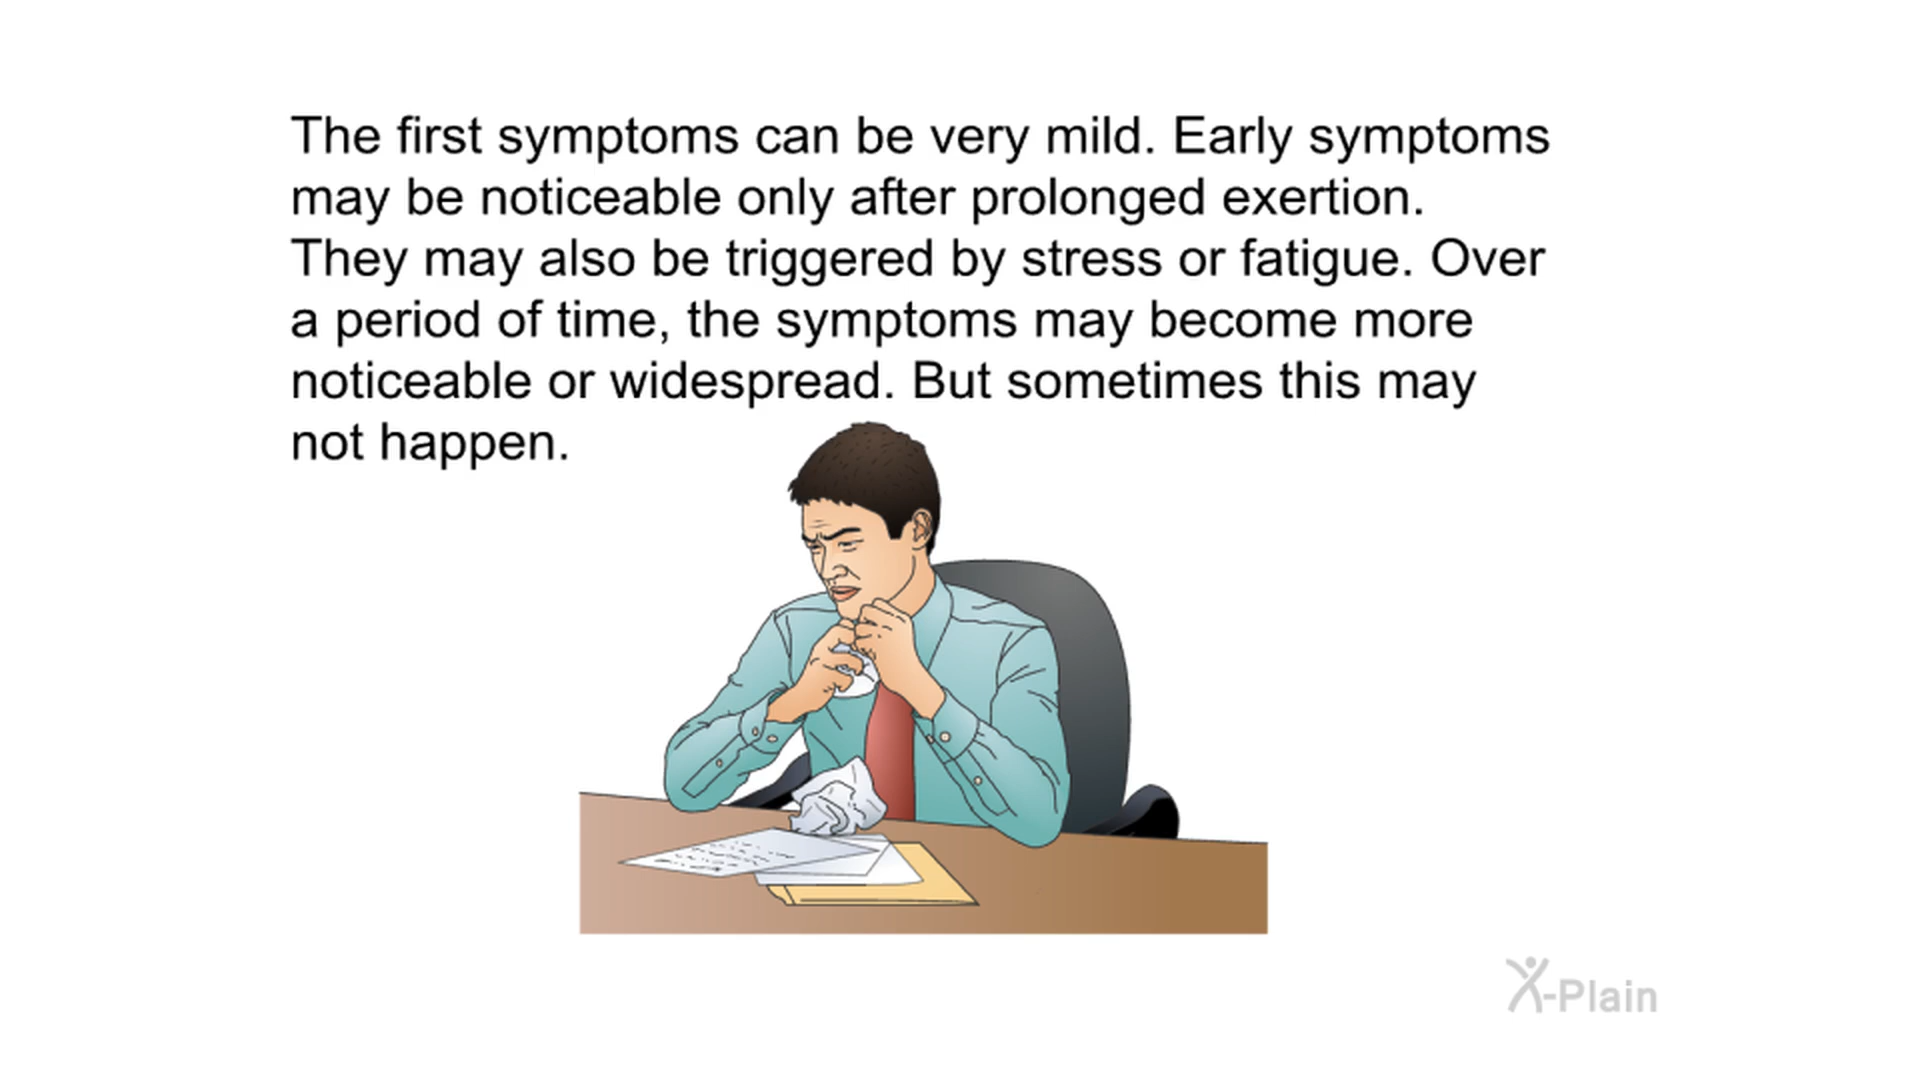 The first symptoms can be very mild. Early symptoms
may be noticeable only after prolonged exertion.
They may also be triggered by stress or fatigue. Over
a period of time, the symptoms may become more
noticeable or widespread. But sometimes this may
not happen.
X-Plain